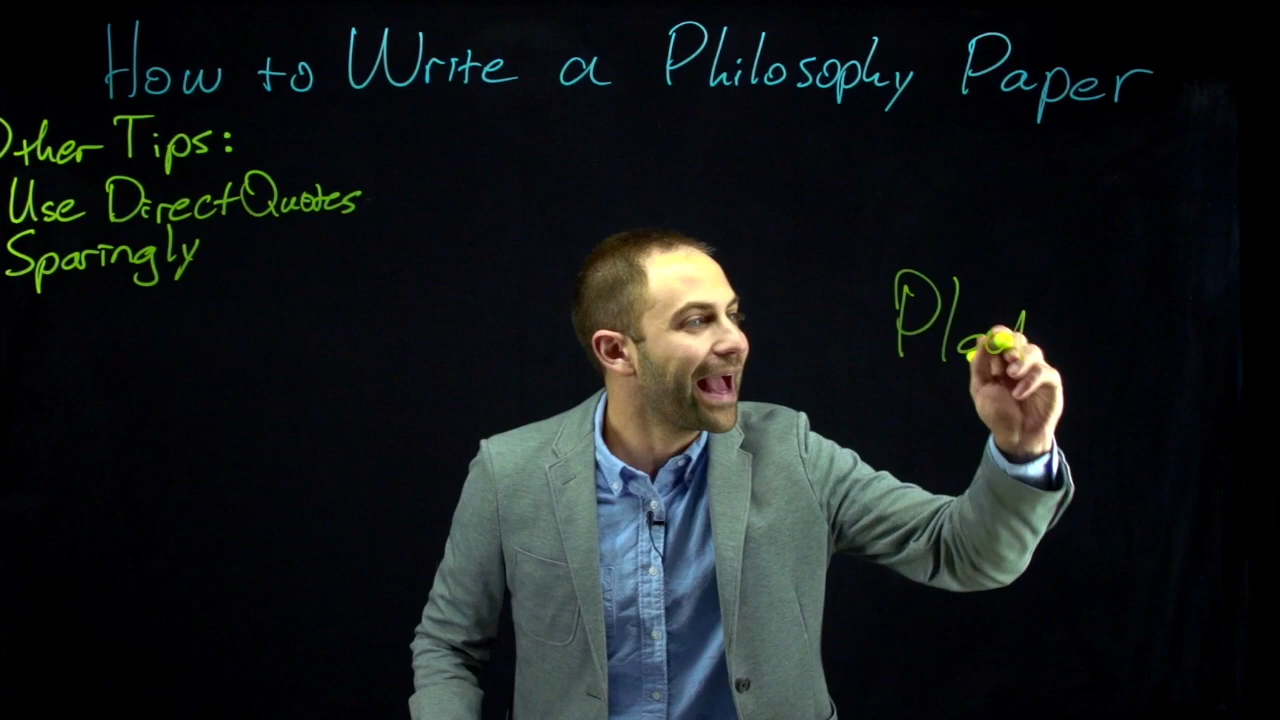 How to Write a Philosophy Paper
Other Tips:
Use Direct Quotes
Sparingly